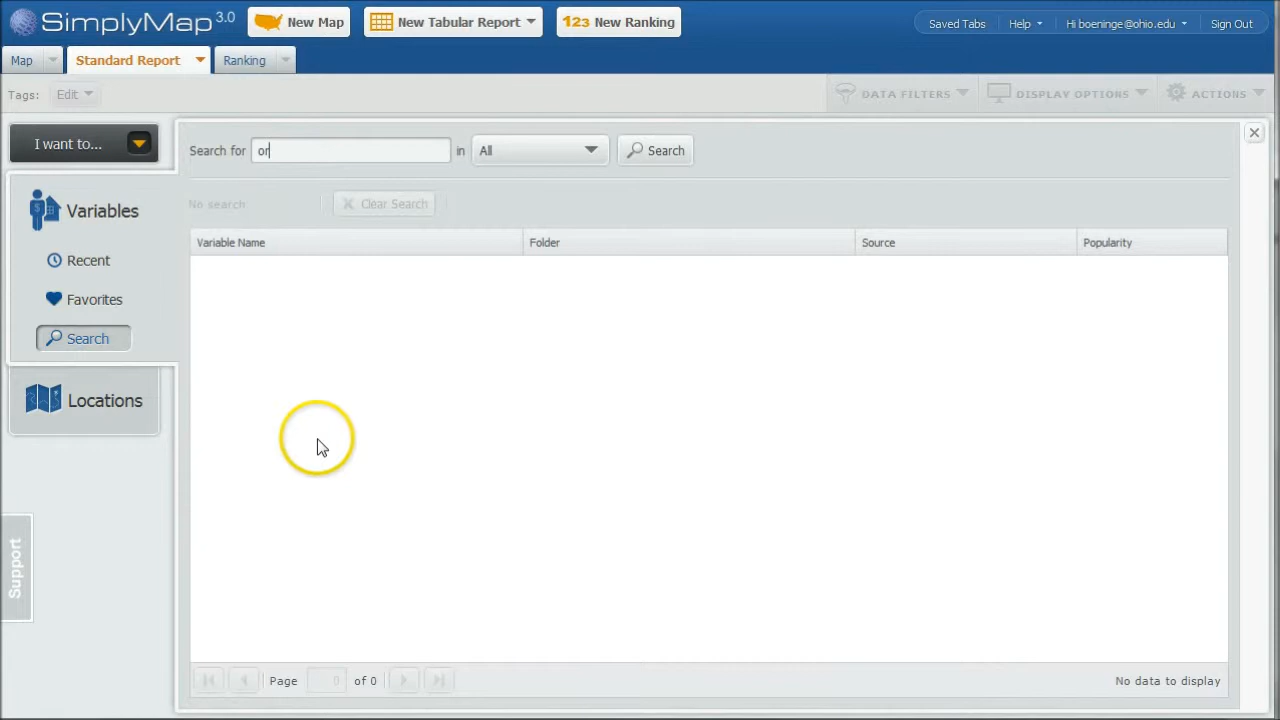 SimplyMap 3.0 New Map New Tabular Report 123 New Ranking Saved Tabs Help Hi boeninge@ohio.edu Sign Out
Map Standard Report Ranking
Tags: Edit DATA FILTERS DISPLAY OPTIONS ACTIONS
I want to... Search for or in All Search
Variables No search Clear Search
Variable Name Folder Source Popularity
Recent
Favorites
Search
Locations
Support
Page 0 of 0 No data to display